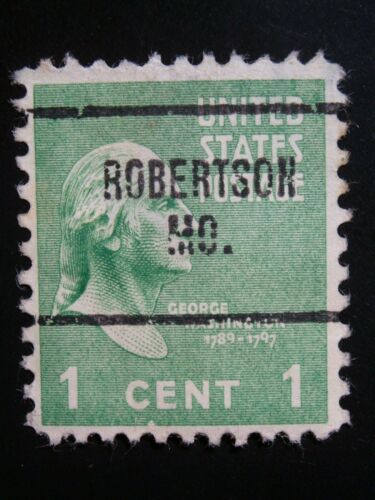 UNITED
STATES
POSTAGE
ROBERTSON
MO.
GEORGE
WASHINGTON
1789-1797
1 CENT 1